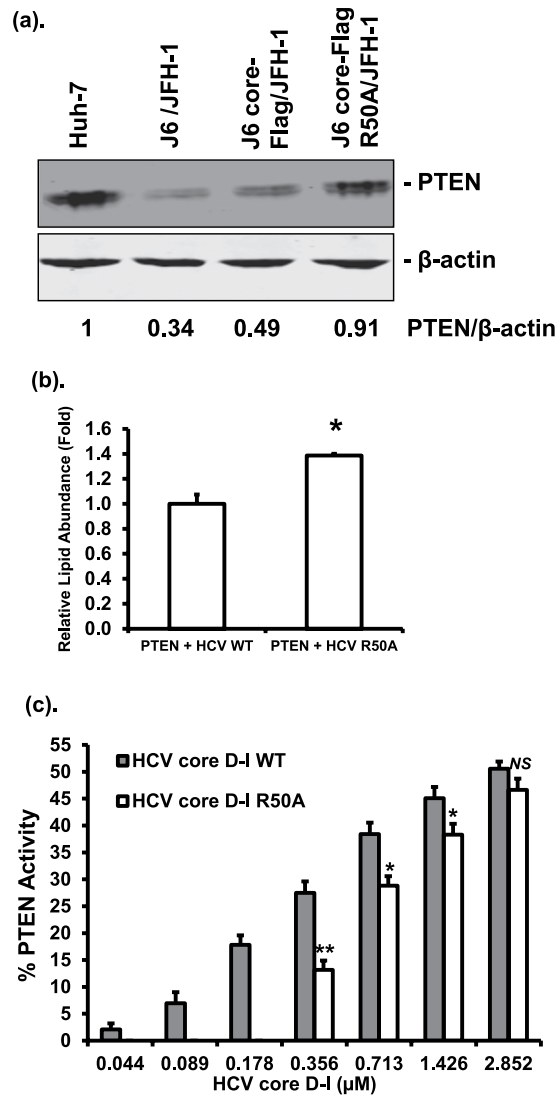 (a).
Huh-7
J6 /JFH-1
J6 core-
Flag/JFH-1
J6 core-Flag
R50A/JFH-1
- PTEN
- β-actin
1 0.34 0.49 0.91 PTEN/β-actin
(b).
Relative Lipid Abundance (Fold)
1.6
1.4
1.2
1.0
0.8
0.6
0.4
0.2
0.0
*
PTEN + HCV WT PTEN + HCV R50A
(c).
% PTEN Activity
55
50
45
40
35
30
25
20
15
10
5
0
HCV core D-I WT
HCV core D-I R50A
** * * NS
0.044 0.089 0.178 0.356 0.713 1.426 2.852
HCV core D-I (µM)